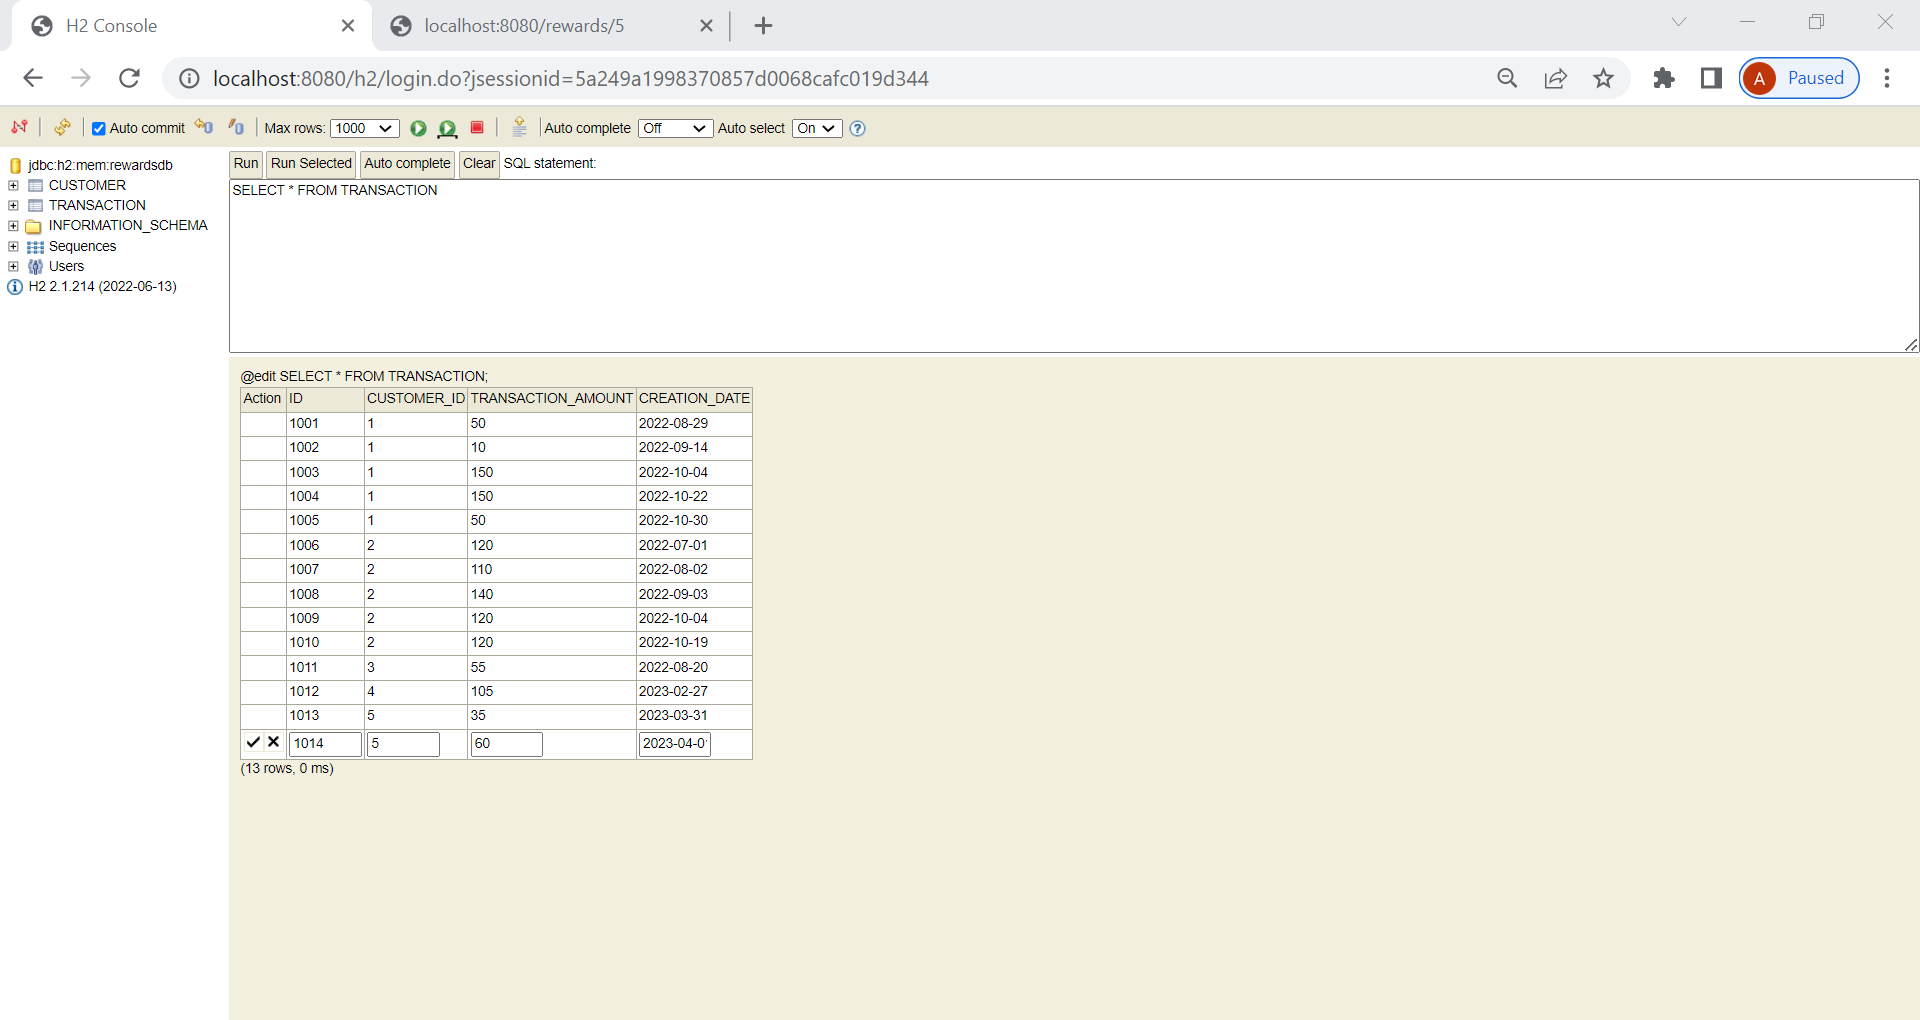 H2 Console
localhost:8080/rewards/5
localhost:8080/h2/login.do?jsessionid=5a249a1998370857d0068cafc019d344
A Paused
Auto commit Max rows: 1000 Auto complete Off Auto select On ?
jdbc:h2:mem:rewardsdb
CUSTOMER
TRANSACTION
INFORMATION_SCHEMA
Sequences
Users
H2 2.1.214 (2022-06-13)
Run Run Selected Auto complete Clear SQL statement:
SELECT * FROM TRANSACTION
@edit SELECT * FROM TRANSACTION;
Action ID CUSTOMER_ID TRANSACTION_AMOUNT CREATION_DATE
1001 1 50 2022-08-29
1002 1 10 2022-09-14
1003 1 150 2022-10-04
1004 1 150 2022-10-22
1005 1 50 2022-10-30
1006 2 120 2022-07-01
1007 2 110 2022-08-02
1008 2 140 2022-09-03
1009 2 120 2022-10-04
1010 2 120 2022-10-19
1011 3 55 2022-08-20
1012 4 105 2023-02-27
1013 5 35 2023-03-31
1014 5 60 2023-04-0
(13 rows, 0 ms)